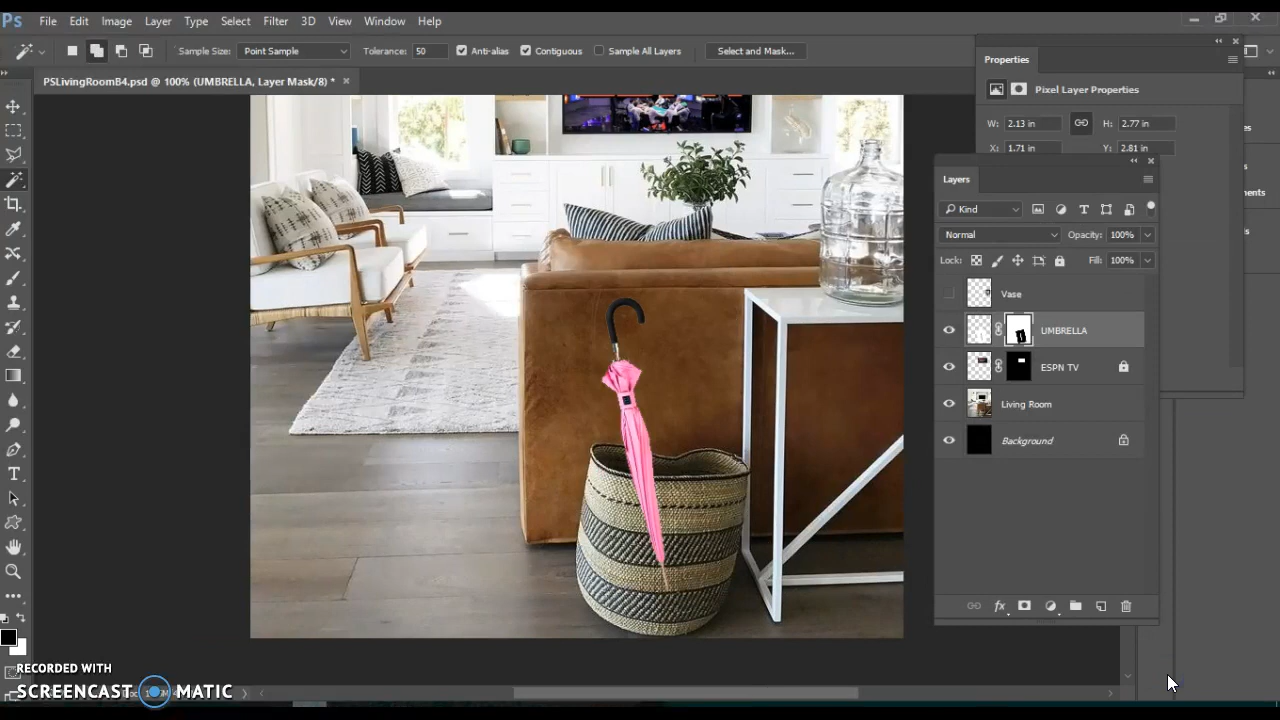 Ps File Edit Image Layer Type Select Filter 3D View Window Help
Sample Size: Point Sample Tolerance: 50 Anti-alias Contiguous Sample All Layers Select and Mask...
PSLivingRoomB4.psd @ 100% (UMBRELLA, Layer Mask/8) *
Properties
Pixel Layer Properties
W: 2.13 in H: 2.77 in
X: 1.71 in Y: 2.81 in
Layers
Kind
Normal Opacity: 100%
Lock: Fill: 100%
Vase
UMBRELLA
ESPN TV
Living Room
Background
fx
RECORDED WITH
SCREENCAST MATIC